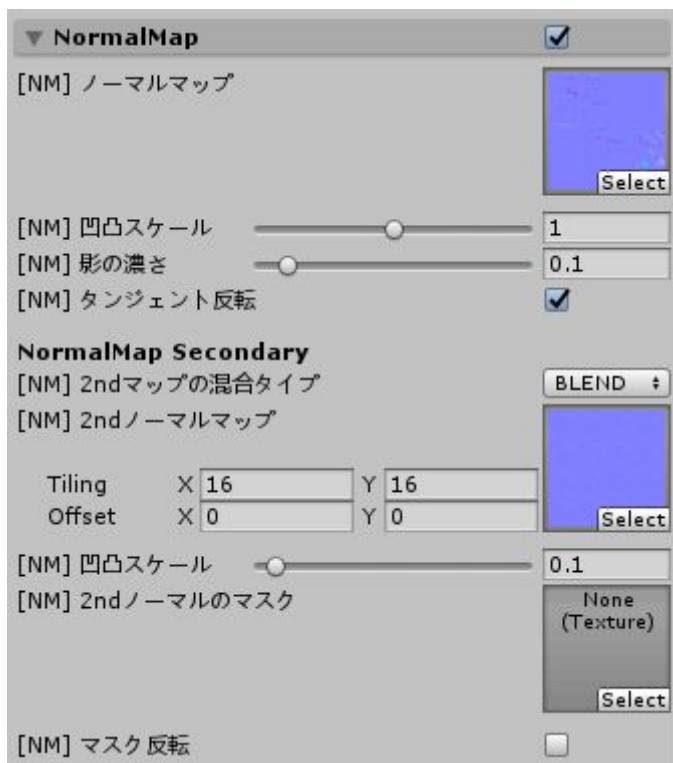 NormalMap
[NM] ノーマルマップ
Select
[NM] 凹凸スケール 1
[NM] 影の濃さ 0.1
[NM] タンジェント反転
NormalMap Secondary
[NM] 2ndマップの混合タイプ BLEND
[NM] 2ndノーマルマップ
Tiling X 16 Y 16
Offset X 0 Y 0 Select
[NM] 凹凸スケール 0.1
[NM] 2ndノーマルのマスク None
(Texture)
Select
[NM] マスク反転